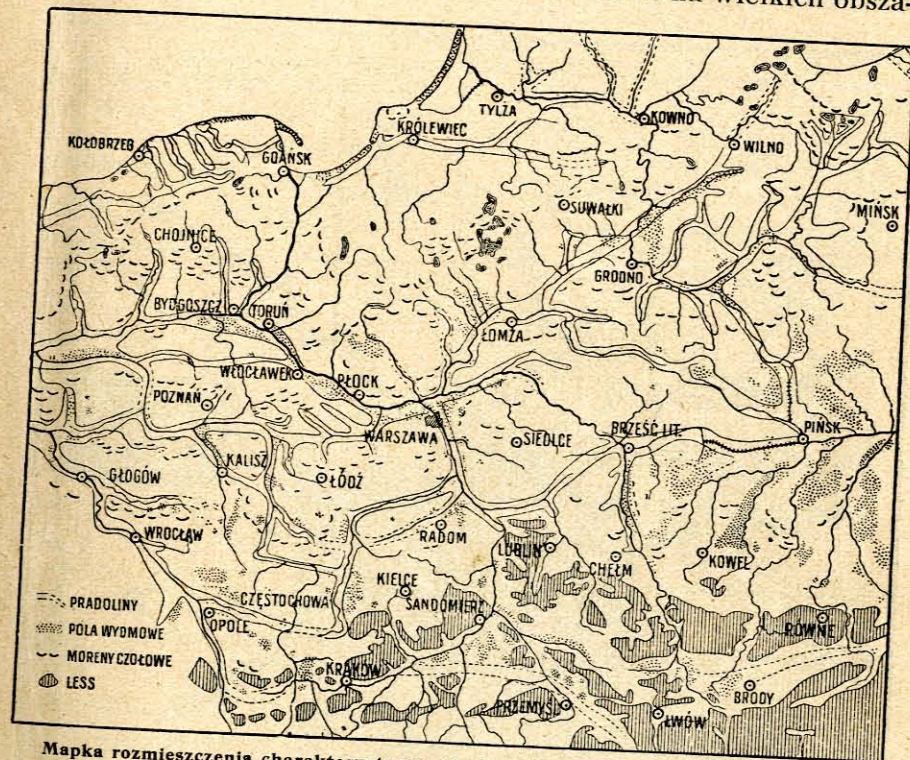 wielkich obsza-
KOŁOBRZEG
GDAŃSK
KRÓLEWIEC
TYLŻA
KOWNO
WILNO
MIŃSK
CHOJNICE
SUWAŁKI
GRODNO
BYDGOSZCZ
TORUŃ
ŁOMŻA
WŁOCŁAWEK
PŁOCK
POZNAŃ
WARSZAWA
SIEDLCE
BRZEŚĆ LIT.
PIŃSK
GŁOGÓW
KALISZ
ŁÓDŹ
WROCŁAW
RADOM
LUBLIN
CHEŁM
KOWEL
KIELCE
CZĘSTOCHOWA
SANDOMIERZ
RÓWNE
OPOLE
KRAKÓW
PRZEMYŚL
LWÓW
BRODY
PRADOLINY
POLA WYDMOWE
MORENY CZOŁOWE
LESS
Mapka rozmieszczenia